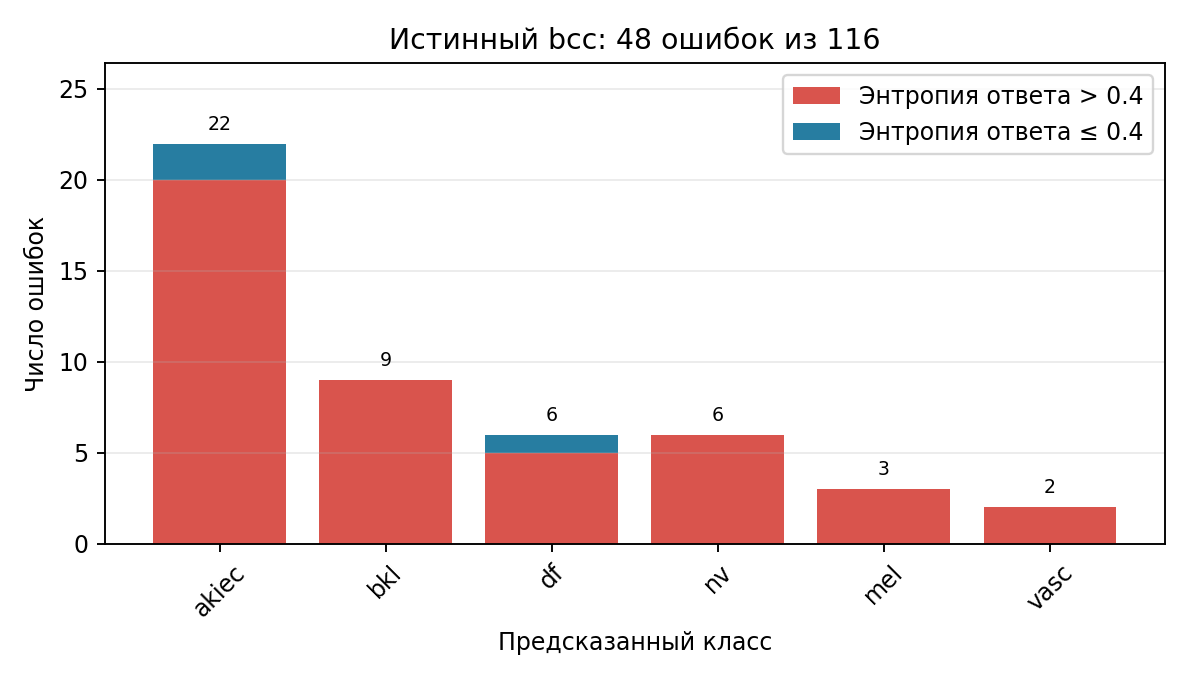 Истинный bcc: 48 ошибок из 116
Энтропия ответа > 0.4
Энтропия ответа ≤ 0.4
Число ошибок
25
20
15
10
5
0
22
9
6
6
3
2
akiec
bkl
df
nv
mel
vasc
Предсказанный класс